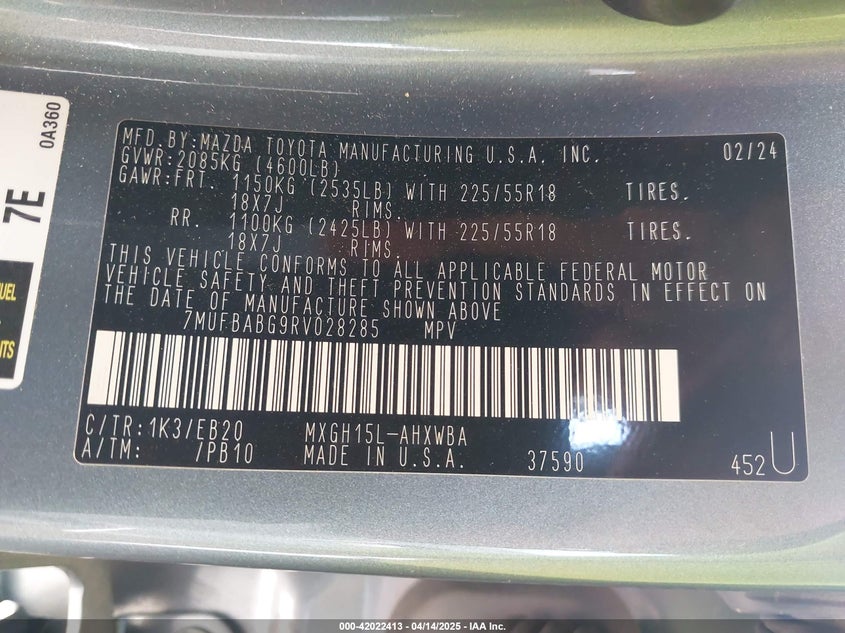 0A360
7E
UEL
ITS
MFD.BY:MAZDA TOYOTA MANUFACTURING U.S.A. INC. 02/24
GVWR:2085KG (4600LB)
GAWR:FRT. 1150KG (2535LB) WITH 225/55R18 TIRES.
18X7J RIMS.
RR. 1100KG (2425LB) WITH 225/55R18 TIRES.
18X7J RIMS.
THIS VEHICLE CONFORMS TO ALL APPLICABLE FEDERAL MOTOR
VEHICLE SAFETY AND THEFT PREVENTION STANDARDS IN EFFECT ON
THE DATE OF MANUFACTURE SHOWN ABOVE
7MUFBABG9RV028285 MPV
C/TR:1K3/EB20 MXGH15L-AHXWBA
A/TM: /PB10 MADE IN U.S.A. 37590 452U
000-42022413 - 04/14/2025 - IAA Inc.